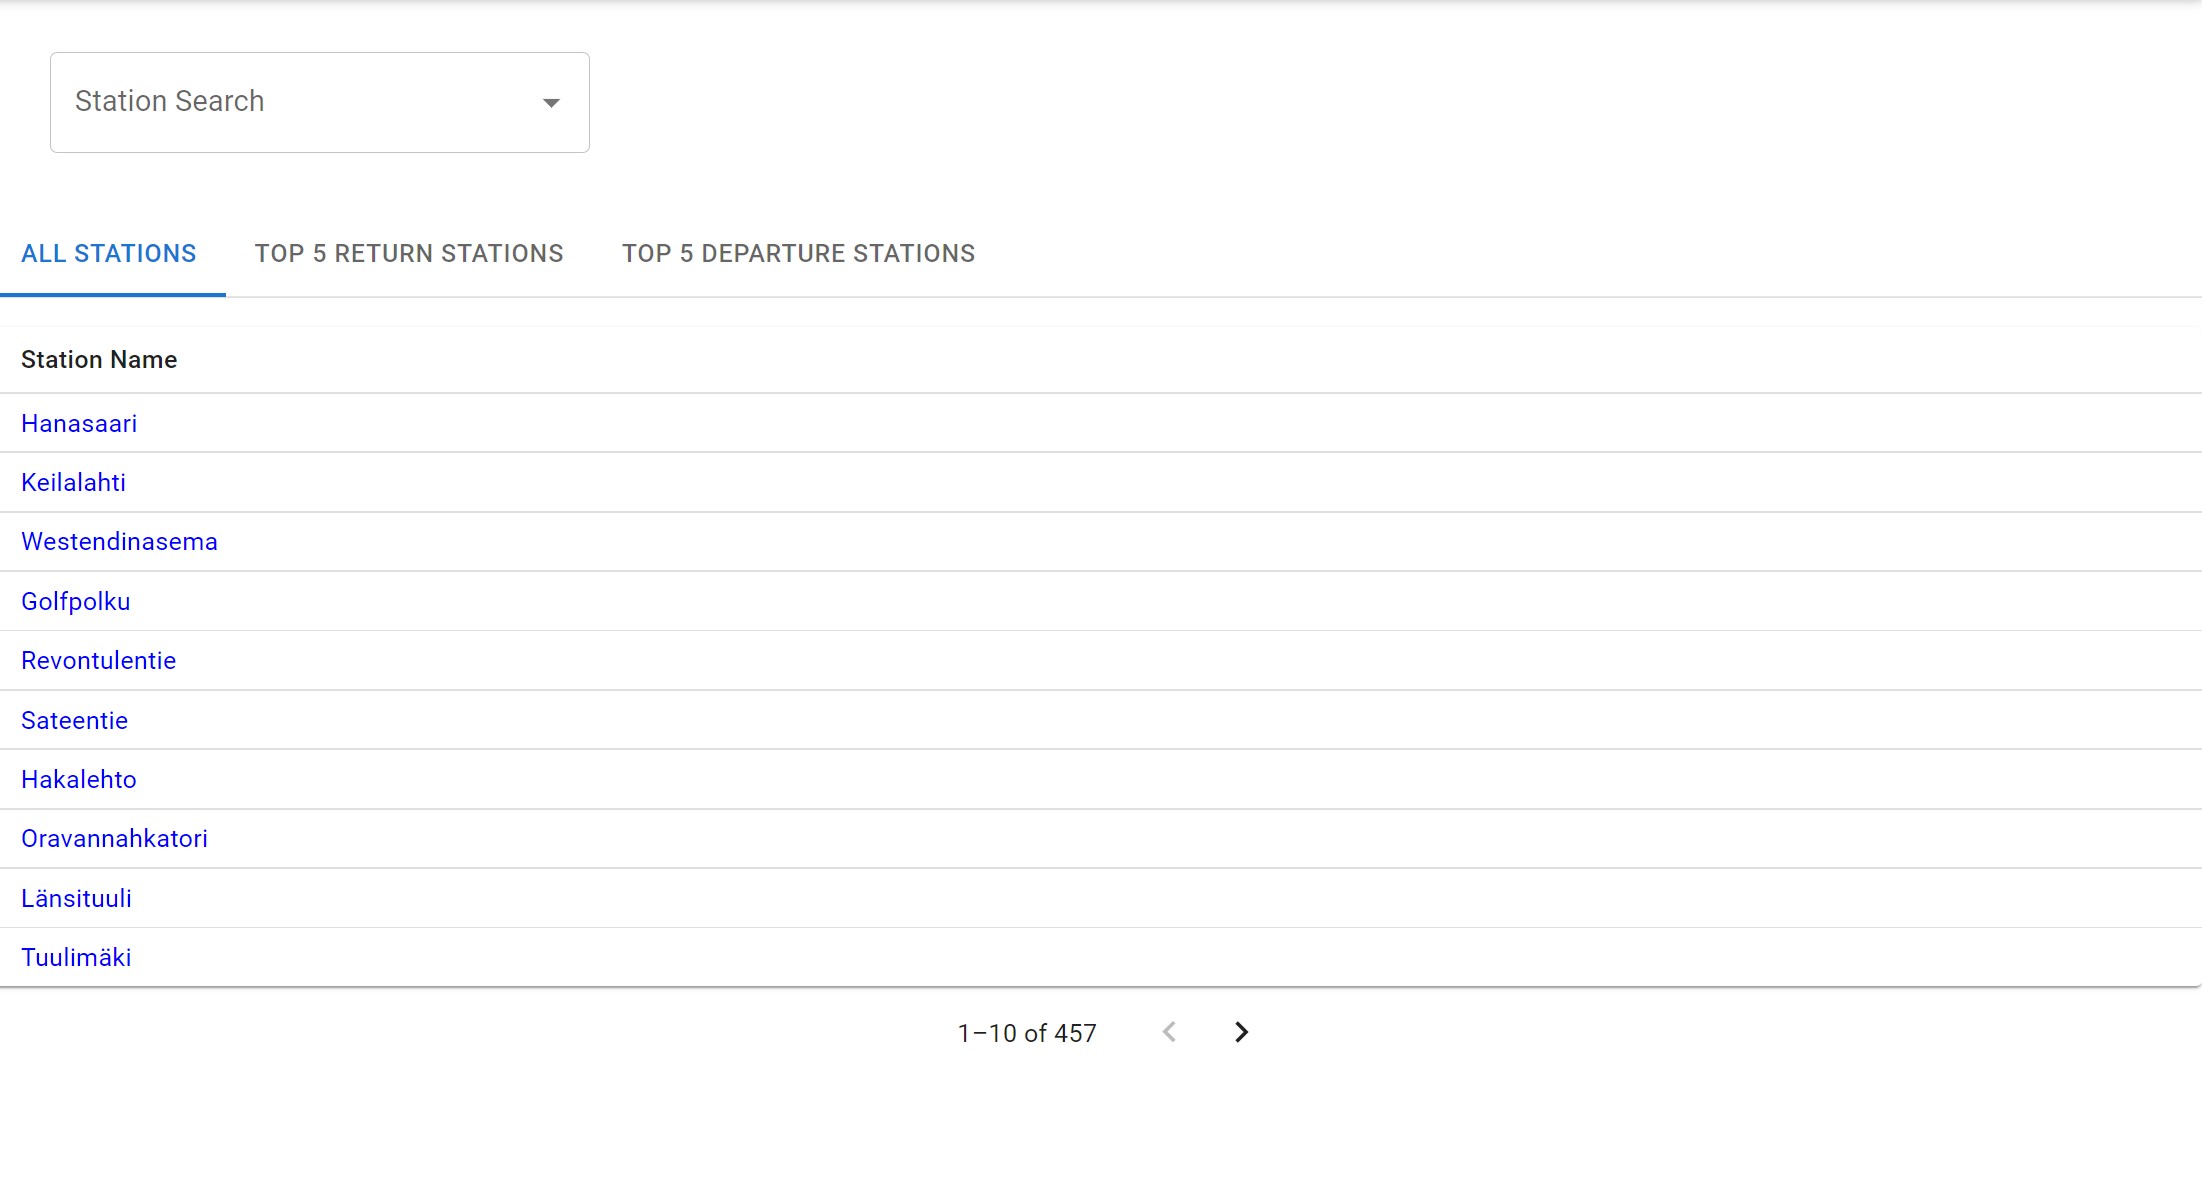 Station Search
ALL STATIONS TOP 5 RETURN STATIONS TOP 5 DEPARTURE STATIONS
Station Name
Hanasaari
Keilalahti
Westendinasema
Golfpolku
Revontulentie
Sateentie
Hakalehto
Oravannahkatori
Länsituuli
Tuulimäki
1–10 of 457